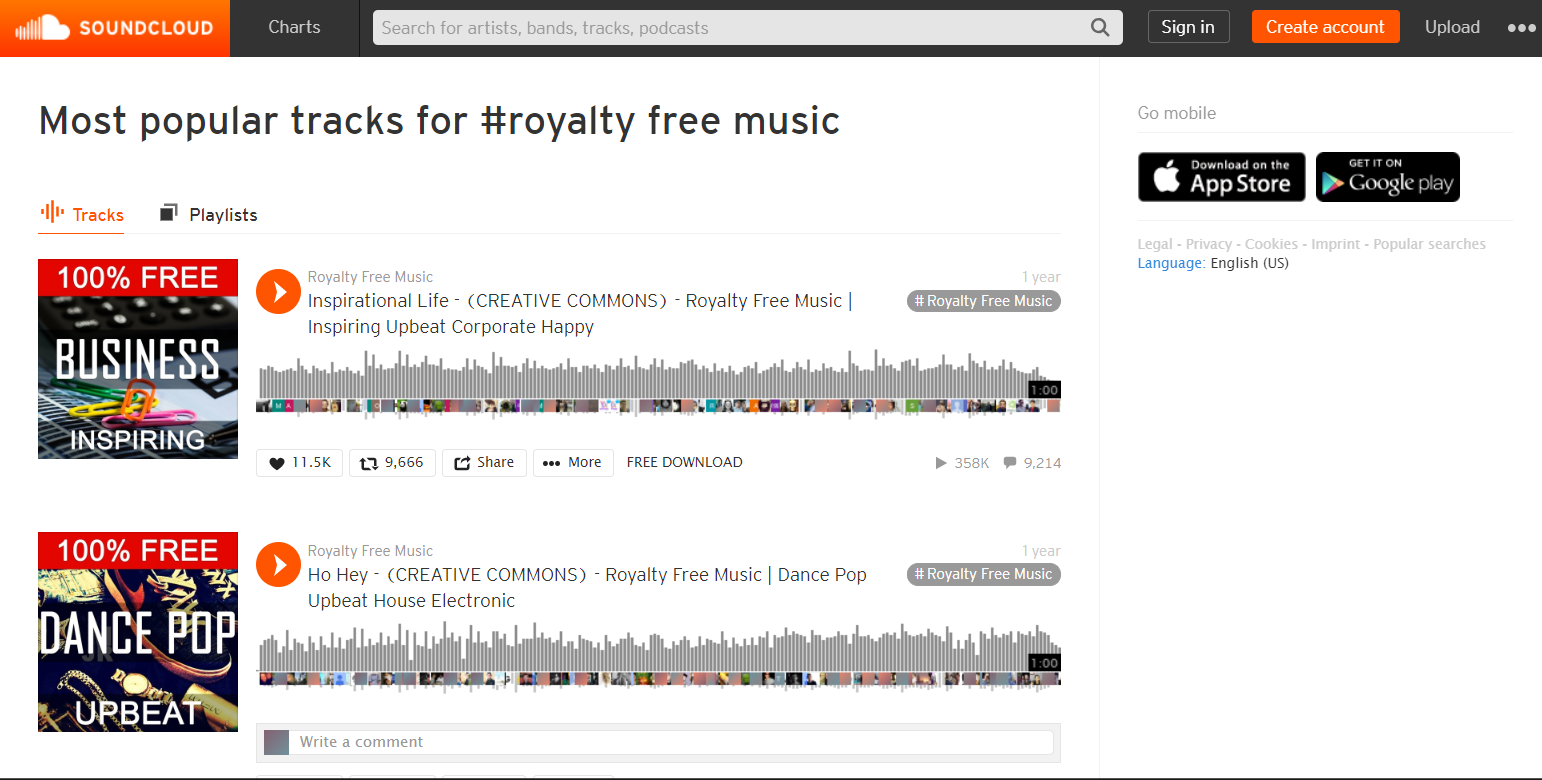 SOUNDCLOUD
Charts
Search for artists, bands, tracks, podcasts
Sign in
Create account
Upload
Most popular tracks for #royalty free music
Tracks
Playlists
100% FREE
BUSINESS
INSPIRING
Royalty Free Music
1 year
Inspirational Life - (CREATIVE COMMONS) - Royalty Free Music |
# Royalty Free Music
Inspiring Upbeat Corporate Happy
1:00
11.5K
9,666
Share
More
FREE DOWNLOAD
358K
9,214
100% FREE
DANCE POP
UPBEAT
Royalty Free Music
1 year
Ho Hey - (CREATIVE COMMONS) - Royalty Free Music | Dance Pop
# Royalty Free Music
Upbeat House Electronic
1:00
Write a comment
Go mobile
Download on the
App Store
GET IT ON
Google play
Legal - Privacy - Cookies - Imprint - Popular searches
Language: English (US)